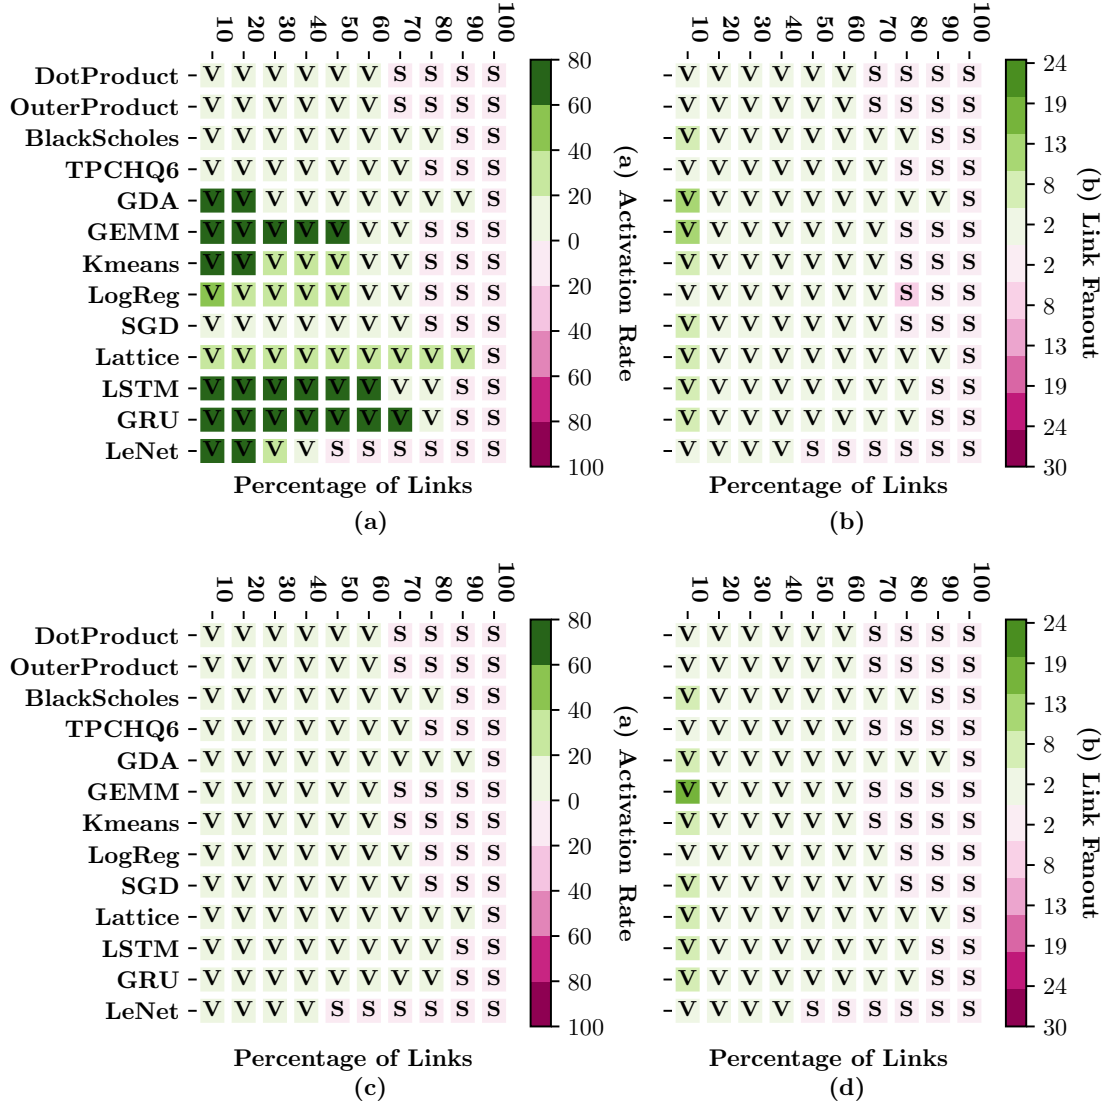 10 20 30 40 50 60 70 80 90 100
DotProduct V V V V V V S S S S
OuterProduct V V V V V V S S S S
BlackScholes V V V V V V V V S S
TPCHQ6 V V V V V V V S S S
GDA V V V V V V V V V S
GEMM V V V V V V V S S S
Kmeans V V V V V V V S S S
LogReg V V V V V V V S S S
SGD V V V V V V V S S S
Lattice V V V V V V V V V S
LSTM V V V V V V V V S S
GRU V V V V V V V V S S
LeNet V V V V S S S S S S
Percentage of Links
(a)
80
60
40
20
0
20
40
60
80
100
(a) Activation Rate
10 20 30 40 50 60 70 80 90 100
V V V V V V S S S S
V V V V V V S S S S
V V V V V V V V S S
V V V V V V V S S S
V V V V V V V V V S
V V V V V V V S S S
V V V V V V V S S S
V V V V V V V S S S
V V V V V V V S S S
V V V V V V V V V S
V V V V V V V V S S
V V V V V V V V S S
V V V V S S S S S S
Percentage of Links
(b)
24
19
13
8
2
2
8
13
19
24
30
(b) Link Fanout
10 20 30 40 50 60 70 80 90 100
DotProduct V V V V V V S S S S
OuterProduct V V V V V V S S S S
BlackScholes V V V V V V V V S S
TPCHQ6 V V V V V V V S S S
GDA V V V V V V V V V S
GEMM V V V V V V S S S S
Kmeans V V V V V V S S S S
LogReg V V V V V V V S S S
SGD V V V V V V V S S S
Lattice V V V V V V V V V S
LSTM V V V V V V V V S S
GRU V V V V V V V V S S
LeNet V V V V S S S S S S
Percentage of Links
(c)
80
60
40
20
0
20
40
60
80
100
(a) Activation Rate
10 20 30 40 50 60 70 80 90 100
V V V V V V S S S S
V V V V V V S S S S
V V V V V V V V S S
V V V V V V V S S S
V V V V V V V V V S
V V V V V V S S S S
V V V V V V S S S S
V V V V V V V S S S
V V V V V V V S S S
V V V V V V V V V S
V V V V V V V V S S
V V V V V V V V S S
V V V V S S S S S S
Percentage of Links
(d)
24
19
13
8
2
2
8
13
19
24
30
(b) Link Fanout